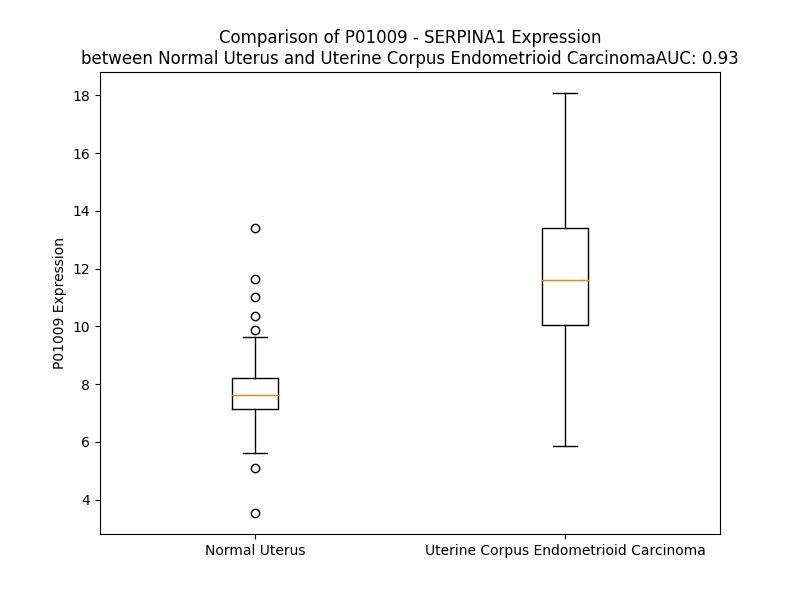 Comparison of P01009 - SERPINA1 Expression
between Normal Uterus and Uterine Corpus Endometrioid CarcinomaAUC: 0.93
18
16
14
12
10
8
6
4
P01009 Expression
Normal Uterus
Uterine Corpus Endometrioid Carcinoma